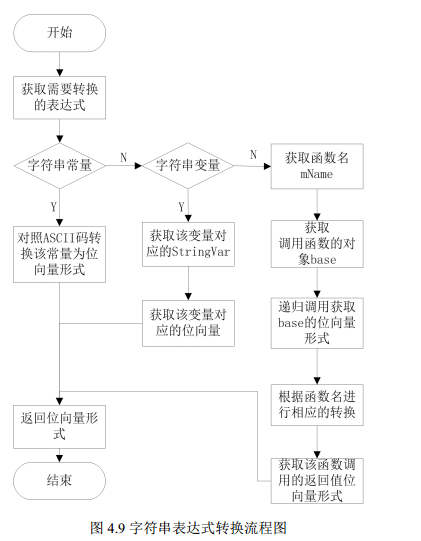 开始
获取需要转换
的表达式
字符串常量
N
字符串变量
N
获取函数名
mName
Y
Y
对照ASCII码转
换该常量为位
向量形式
获取该变量对
应的StringVar
获取
调用函数的对
象base
获取该变量对
应的位向量
递归调用获取
base的位向量
形式
根据函数名进
行相应的转换
返回位向量形
式
获取该函数调
用的返回值位
向量形式
结束
图 4.9 字符串表达式转换流程图